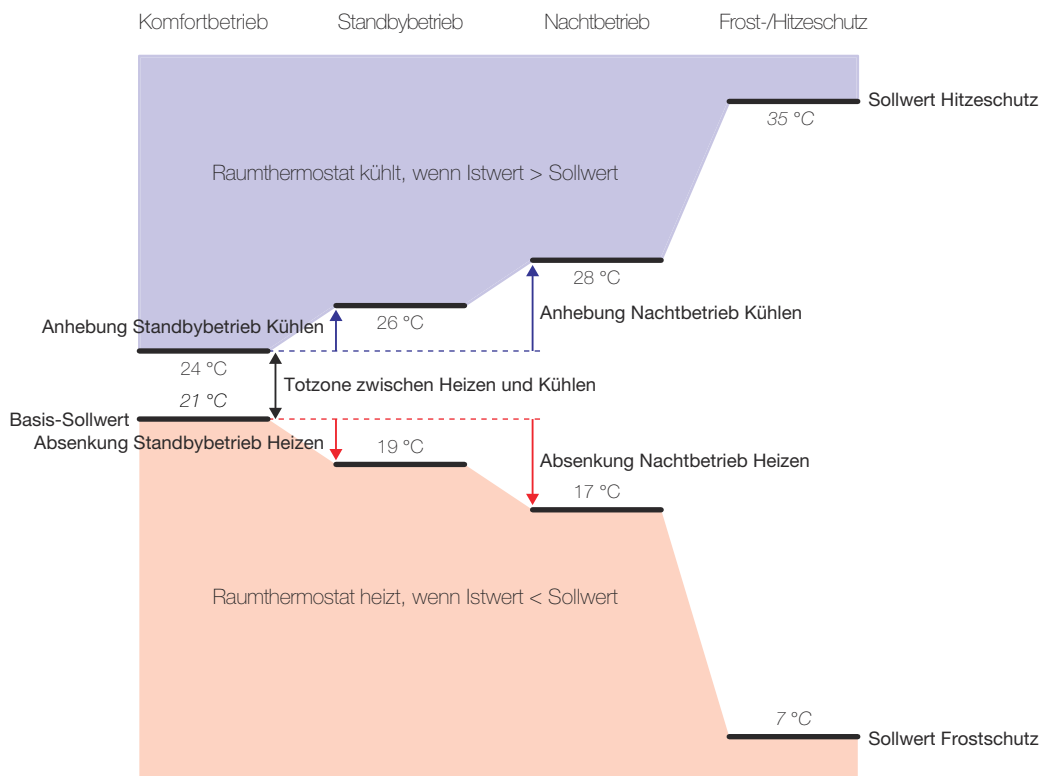 Komfortbetrieb Standbybetrieb Nachtbetrieb Frost-/Hitzeschutz
Sollwert Hitzeschutz
35 °C
Raumthermostat kühlt, wenn Istwert > Sollwert
28 °C
Anhebung Nachtbetrieb Kühlen
26 °C
Anhebung Standbybetrieb Kühlen
24 °C
Totzone zwischen Heizen und Kühlen
21 °C
Basis-Sollwert
Absenkung Standbybetrieb Heizen
19 °C
Absenkung Nachtbetrieb Heizen
17 °C
Raumthermostat heizt, wenn Istwert < Sollwert
7 °C
Sollwert Frostschutz